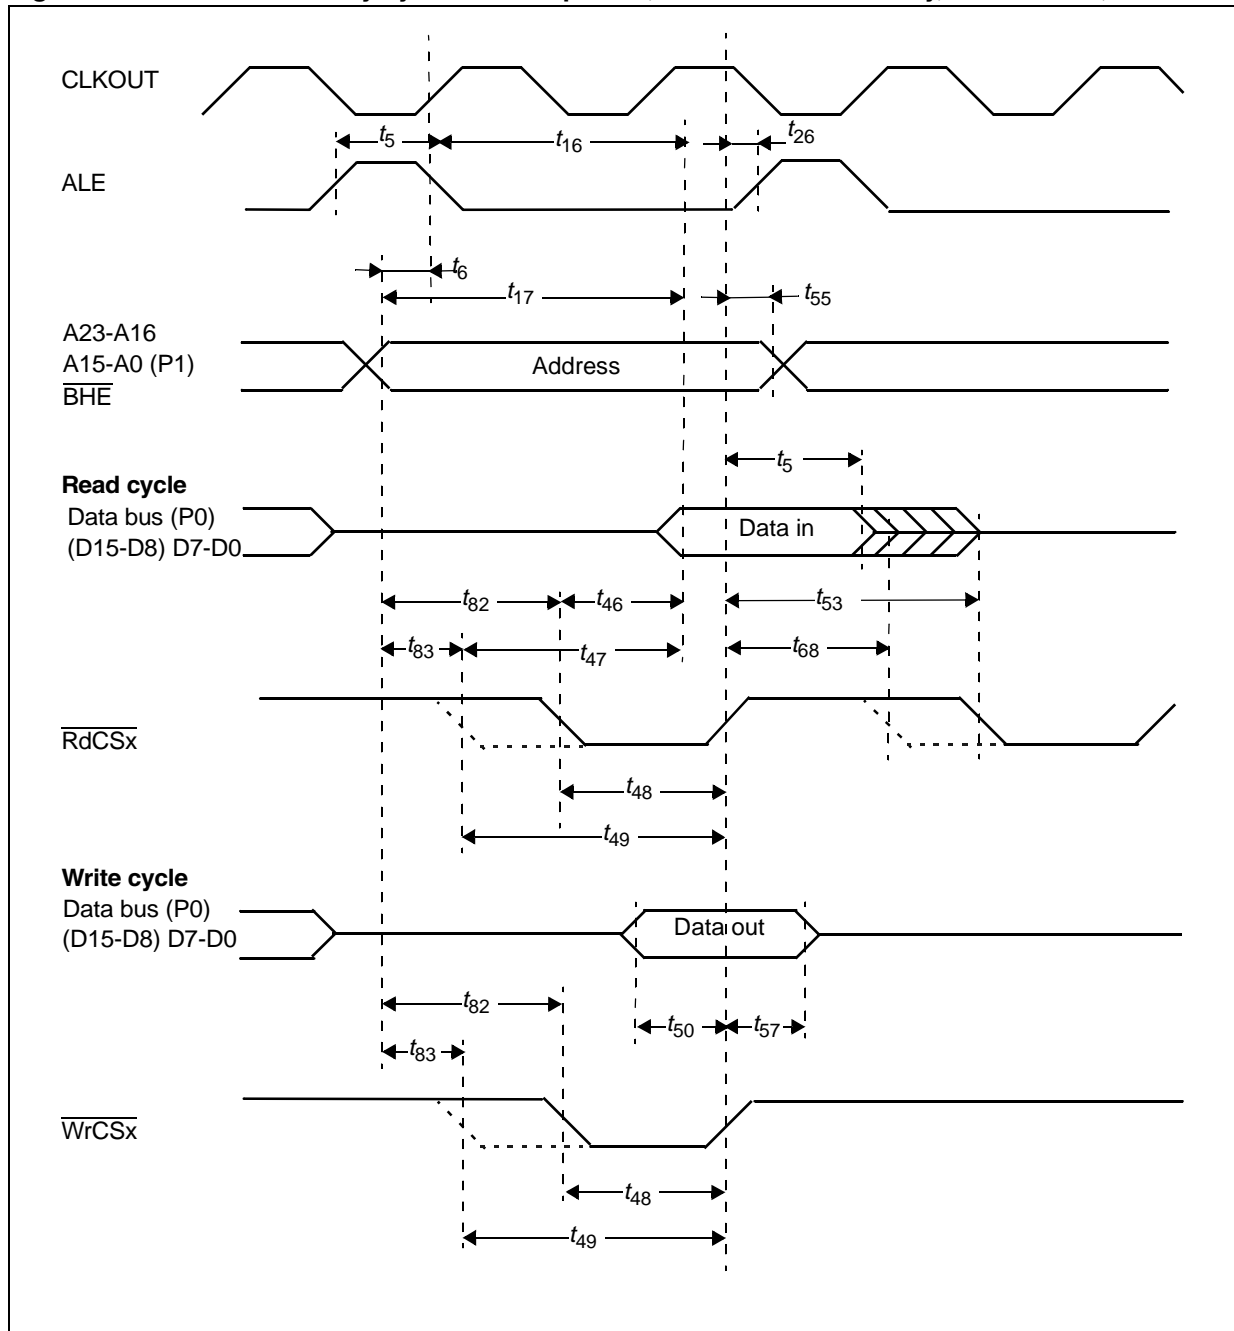 CLKOUT
t5
t16
t26
ALE
t6
t17
t55
A23-A16
A15-A0 (P1)
Address
BHE
t5
Read cycle
Data bus (P0)
Data in
(D15-D8) D7-D0
t82
t46
t53
t83
t47
t68
RdCSx
t48
t49
Write cycle
Data bus (P0)
Data out
(D15-D8) D7-D0
t82
t50
t57
t83
WrCSx
t48
t49